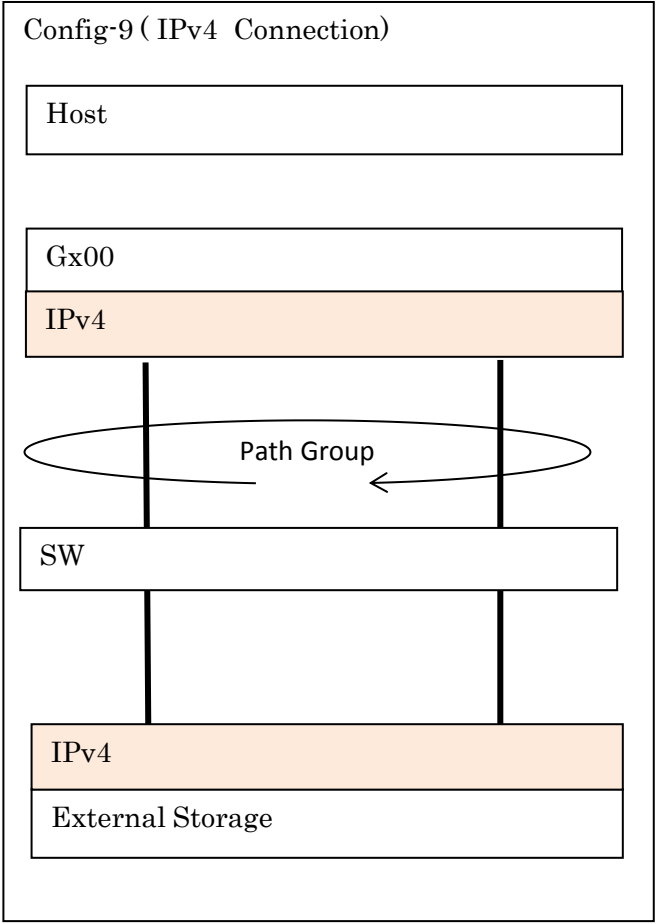 Config-9 ( IPv4 Connection)
Host
Gx00
IPv4
Path Group
SW
IPv4
External Storage